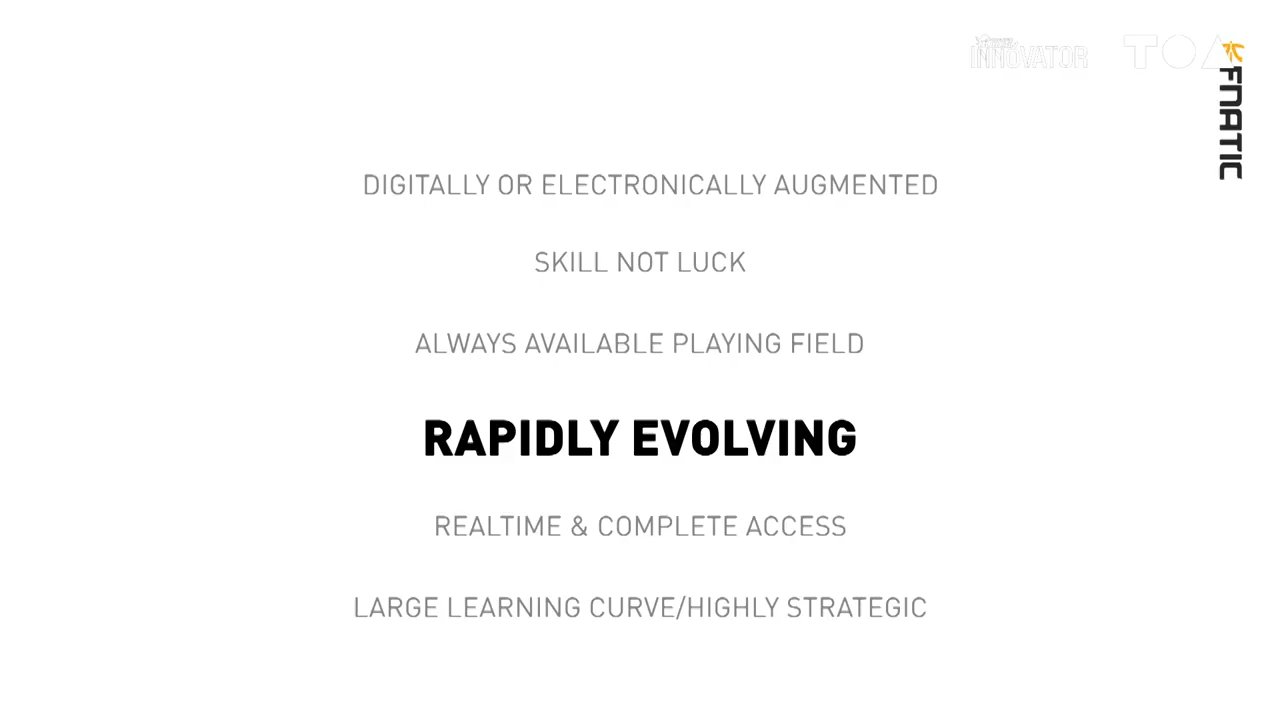 INNOVATOR
TOA
FNATIC
DIGITALLY OR ELECTRONICALLY AUGMENTED
SKILL NOT LUCK
ALWAYS AVAILABLE PLAYING FIELD
RAPIDLY EVOLVING
REALTIME & COMPLETE ACCESS
LARGE LEARNING CURVE/HIGHLY STRATEGIC